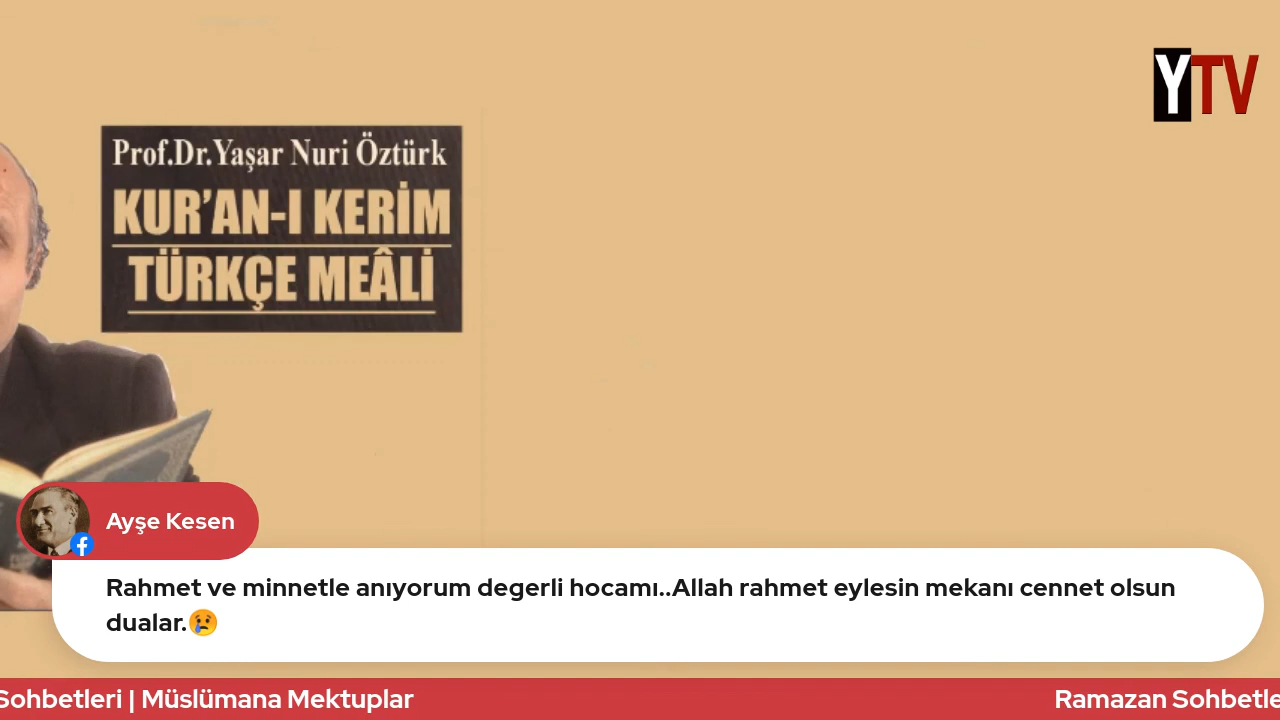 YTV
Prof.Dr.Yaşar Nuri Öztürk
KUR'AN-I KERİM
TÜRKÇE MEÂLİ
Ayşe Kesen
Rahmet ve minnetle anıyorum degerli hocamı..Allah rahmet eylesin mekanı cennet olsun
dualar.😢
Sohbetleri | Müslümana Mektuplar
Ramazan Sohbetle